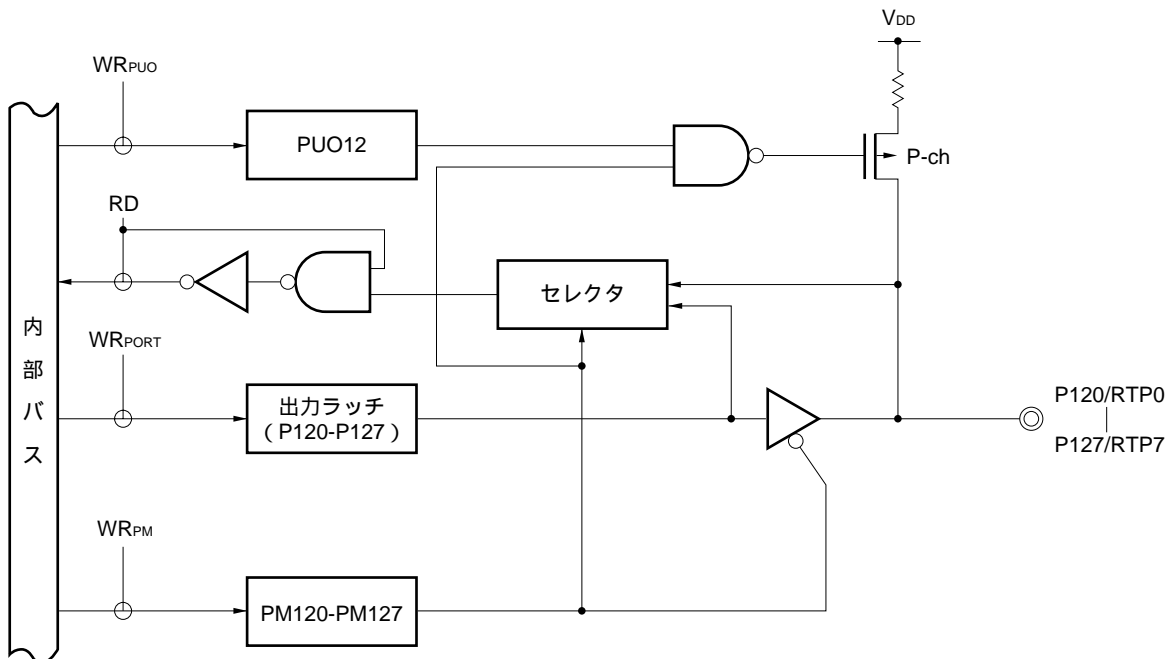 VDD
WRPUO
PUO12
P-ch
RD
セレクタ
内部バス
WRPORT
出力ラッチ
（P120-P127）
P120/RTP0
P127/RTP7
WRPM
PM120-PM127